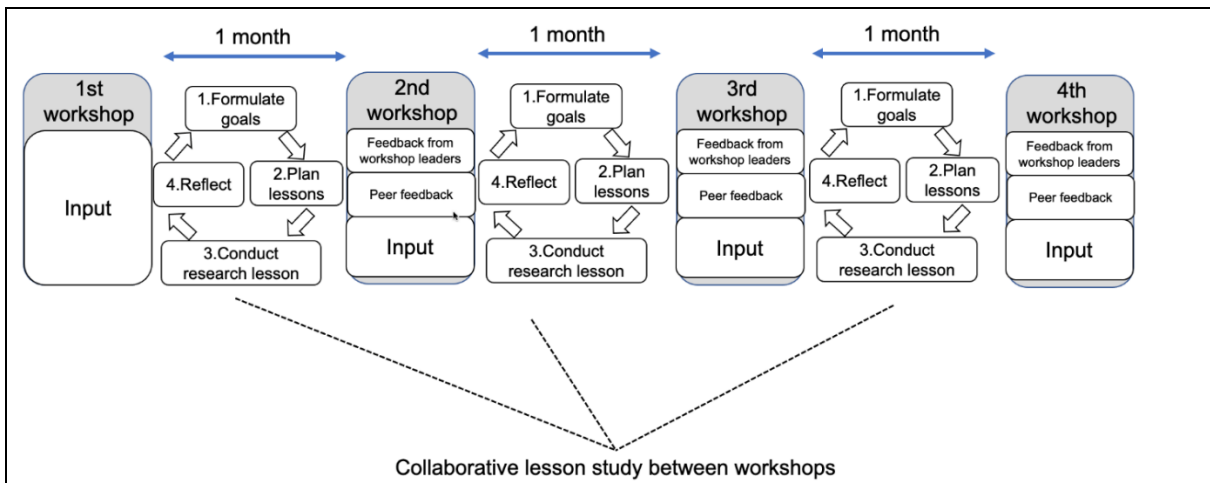 1 month
1 month
1 month
1st
workshop
Input
1.Formulate
goals
2.Plan
lessons
3.Conduct
research lesson
4.Reflect
2nd
workshop
Feedback from
workshop leaders
Peer feedback
Input
1.Formulate
goals
2.Plan
lessons
3.Conduct
research lesson
4.Reflect
3rd
workshop
Feedback from
workshop leaders
Peer feedback
Input
1.Formulate
goals
2.Plan
lessons
3.Conduct
research lesson
4.Reflect
4th
workshop
Feedback from
workshop leaders
Peer feedback
Input
Collaborative lesson study between workshops